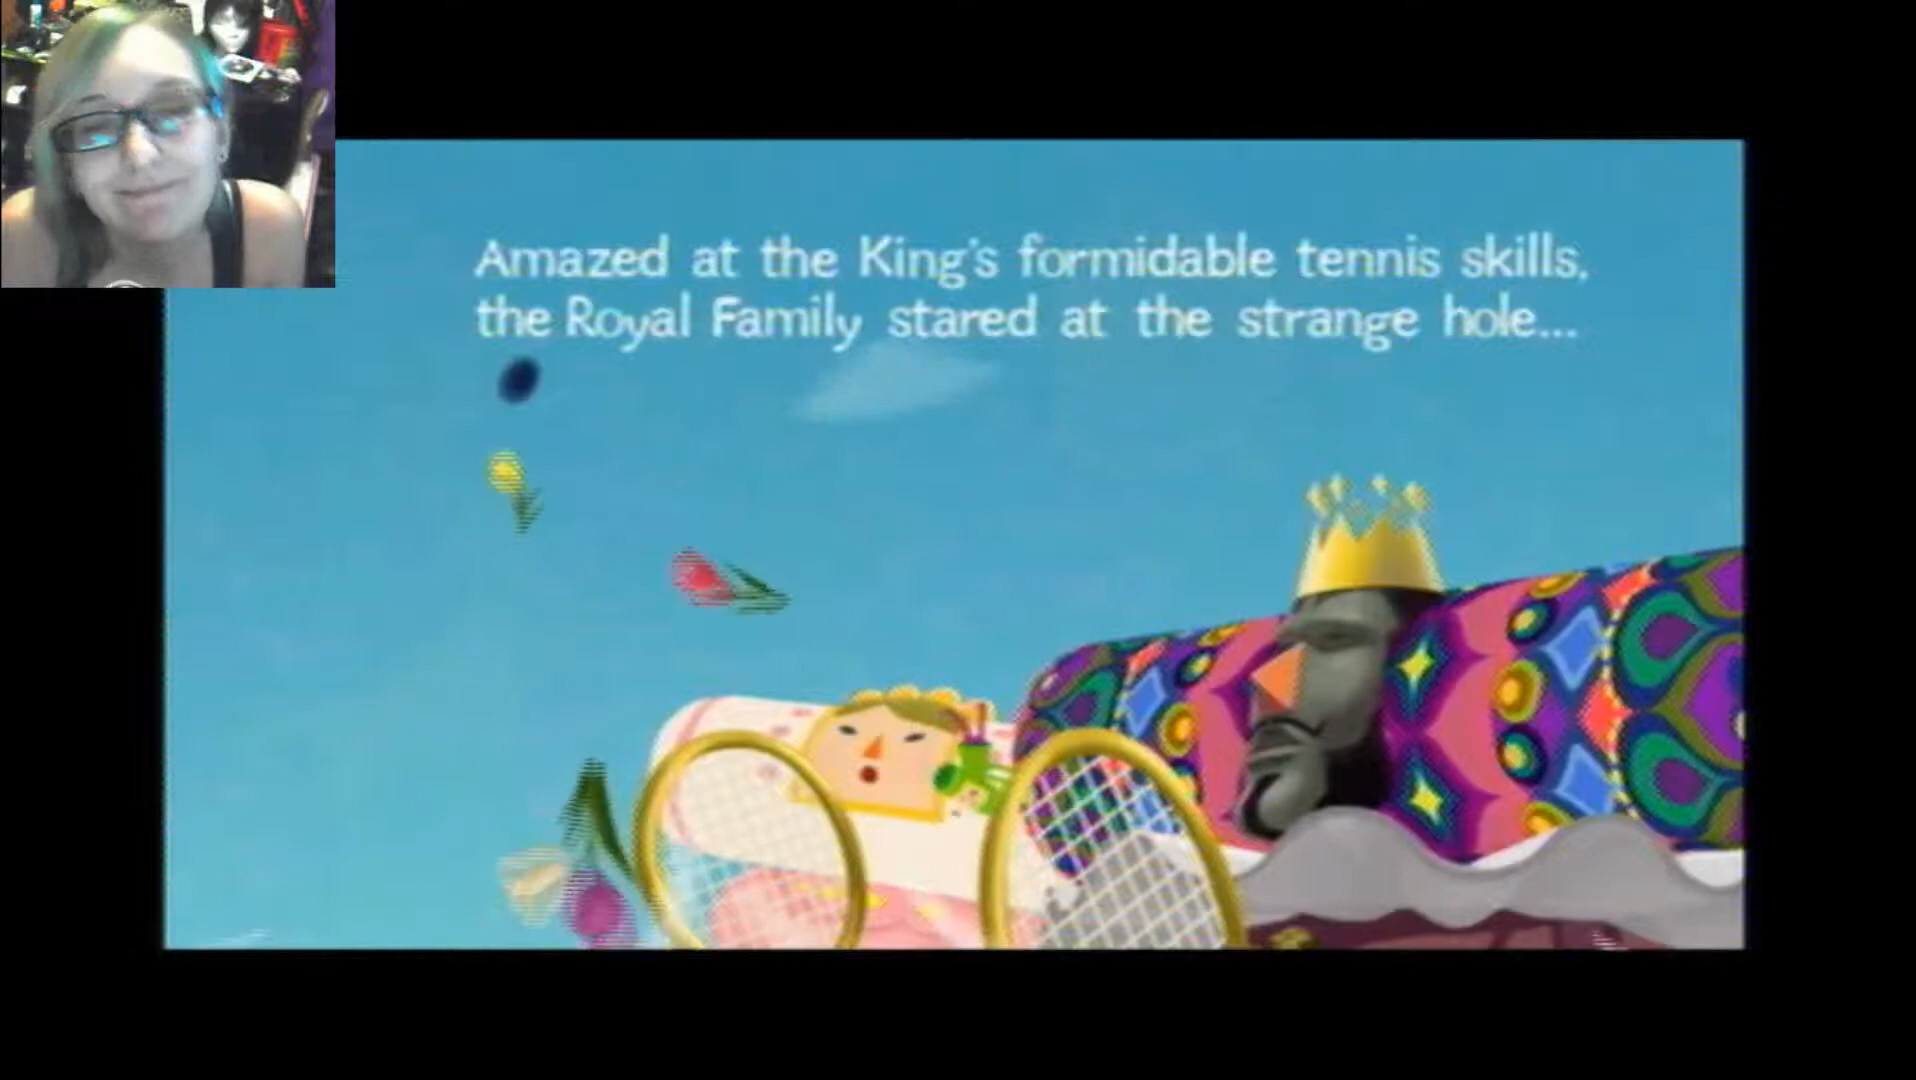 Amazed at the King's formidable tennis skills,
the Royal Family stared at the strange hole...